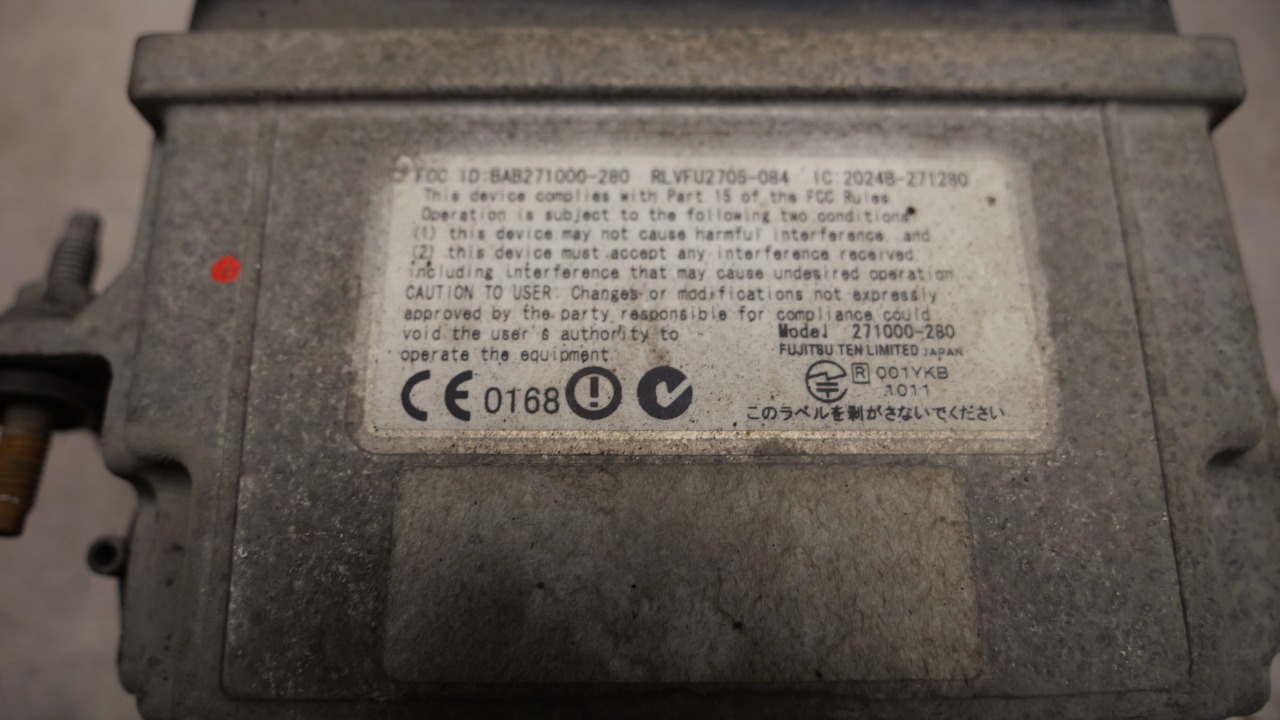 FCC ID:BAB271000-280 RLVFU2705-084 IC:2024B-271280
This device complies with Part 15 of the FCC Rules
Operation is subject to the following two conditions
(1) this device may not cause harmful interference, and
(2) this device must accept any interference received,
including interference that may cause undesired operation
CAUTION TO USER: Changes or modifications not expressly
approved by the party responsible for compliance could
void the user's authority to
operate the equipment
Model 271000-280
FUJITSU TEN LIMITED JAPAN
R 001YKB
1011
CE 0168
このラベルを剥がさないでください